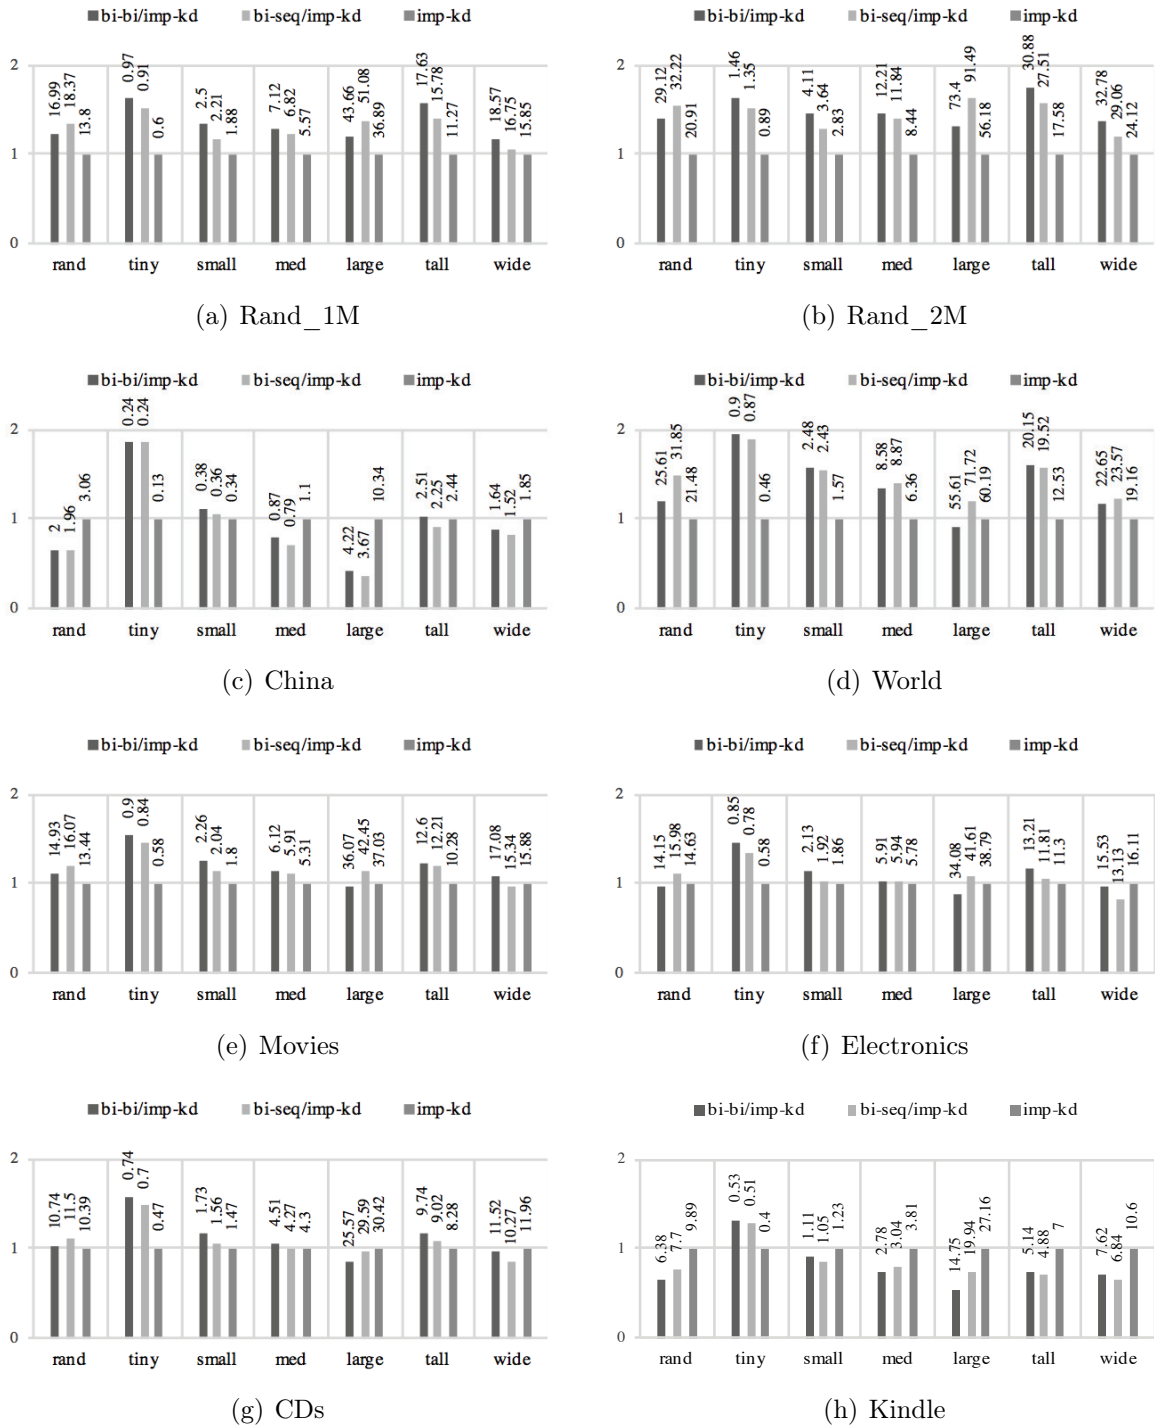 ■bi-bi/imp-kd ■bi-seq/imp-kd ■imp-kd
2
1
0
16.99 18.37 13.8
0.97 0.91 0.6
2.5 2.21 1.88
7.12 6.82 5.57
43.66 51.08 36.89
17.63 15.78 11.27
18.57 16.75 15.85
rand tiny small med large tall wide
(a) Rand_1M
■bi-bi/imp-kd ■bi-seq/imp-kd ■imp-kd
2
1
0
29.12 32.22 20.91
1.46 1.35 0.89
4.11 3.64 2.83
12.21 11.84 8.44
73.4 91.49 56.18
30.88 27.51 17.58
32.78 29.06 24.12
rand tiny small med large tall wide
(b) Rand_2M
■bi-bi/imp-kd ■bi-seq/imp-kd ■imp-kd
2
1
0
2 1.96 3.06
0.24 0.24 0.13
0.38 0.36 0.34
0.87 0.79 1.1
4.22 3.67 10.34
2.51 2.25 2.44
1.64 1.52 1.85
rand tiny small med large tall wide
(c) China
■bi-bi/imp-kd ■bi-seq/imp-kd ■imp-kd
2
1
0
25.61 31.85 21.48
0.9 0.87 0.46
2.48 2.43 1.57
8.58 8.87 6.36
55.61 71.72 60.19
20.15 19.52 12.53
22.65 23.57 19.16
rand tiny small med large tall wide
(d) World
■bi-bi/imp-kd ■bi-seq/imp-kd ■imp-kd
2
1
0
14.93 16.07 13.44
0.9 0.84 0.58
2.26 2.04 1.8
6.12 5.91 5.31
36.07 42.45 37.03
12.6 12.21 10.28
17.08 15.34 15.88
rand tiny small med large tall wide
(e) Movies
■bi-bi/imp-kd ■bi-seq/imp-kd ■imp-kd
2
1
0
14.15 15.98 14.63
0.85 0.78 0.58
2.13 1.92 1.86
5.91 5.94 5.78
34.08 41.61 38.79
13.21 11.81 11.3
15.53 13.13 16.11
rand tiny small med large tall wide
(f) Electronics
■bi-bi/imp-kd ■bi-seq/imp-kd ■imp-kd
2
1
0
10.74 11.5 10.39
0.74 0.7 0.47
1.73 1.56 1.47
4.51 4.27 4.3
25.57 29.59 30.42
9.74 9.02 8.28
11.52 10.27 11.96
rand tiny small med large tall wide
(g) CDs
■bi-bi/imp-kd ■bi-seq/imp-kd ■imp-kd
2
1
0
6.38 7.7 9.89
0.53 0.51 0.4
1.11 1.05 1.23
2.78 3.04 3.81
14.75 19.94 27.16
5.14 4.88 7
7.62 6.84 10.6
rand tiny small med large tall wide
(h) Kindle